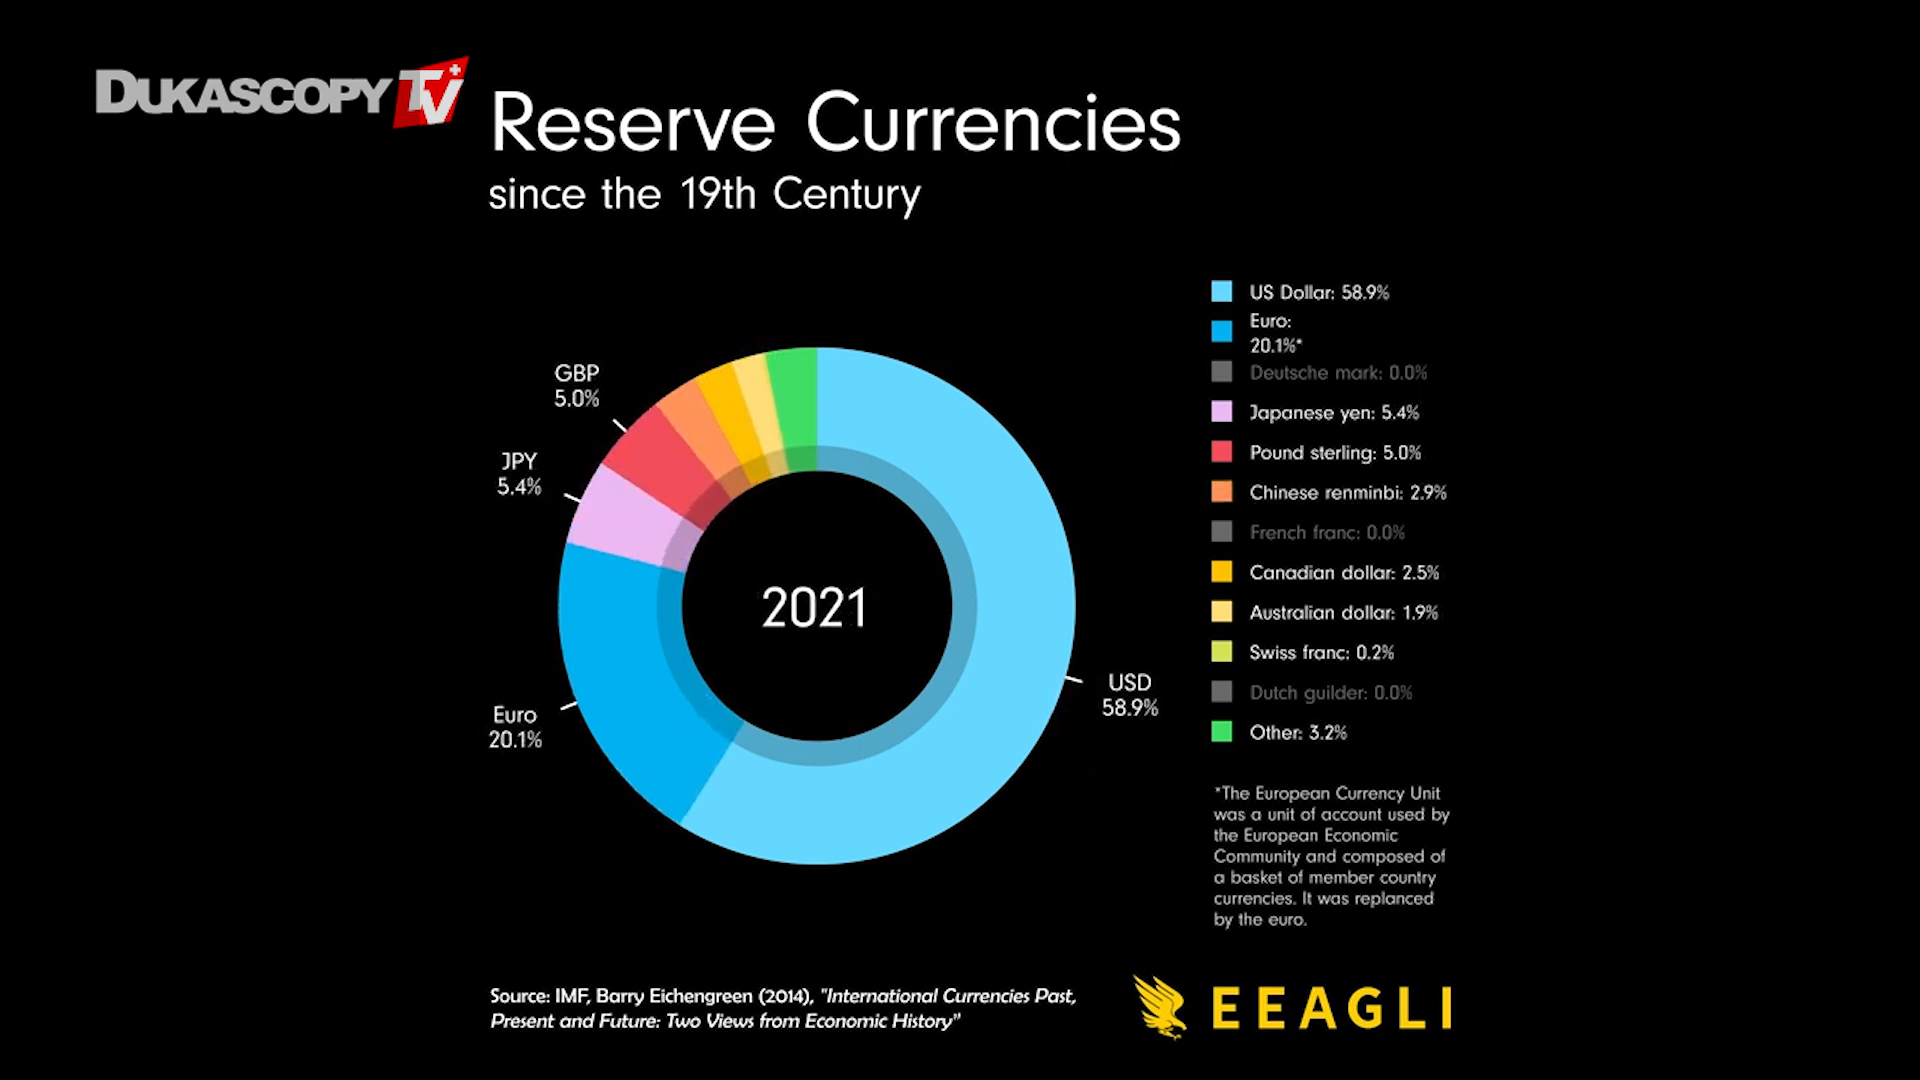 DUKASCOPY TV
Reserve Currencies
since the 19th Century
US Dollar: 58.9%
Euro:
20.1%*
Deutsche mark: 0.0%
Japanese yen: 5.4%
Pound sterling: 5.0%
Chinese renminbi: 2.9%
French franc: 0.0%
Canadian dollar: 2.5%
Australian dollar: 1.9%
Swiss franc: 0.2%
Dutch guilder: 0.0%
Other: 3.2%
GBP
5.0%
JPY
5.4%
2021
USD
58.9%
Euro
20.1%
*The European Currency Unit
was a unit of account used by
the European Economic
Community and composed of
a basket of member country
currencies. It was replanced
by the euro.
Source: IMF, Barry Eichengreen (2014), "International Currencies Past,
Present and Future: Two Views from Economic History"
EEAGLI